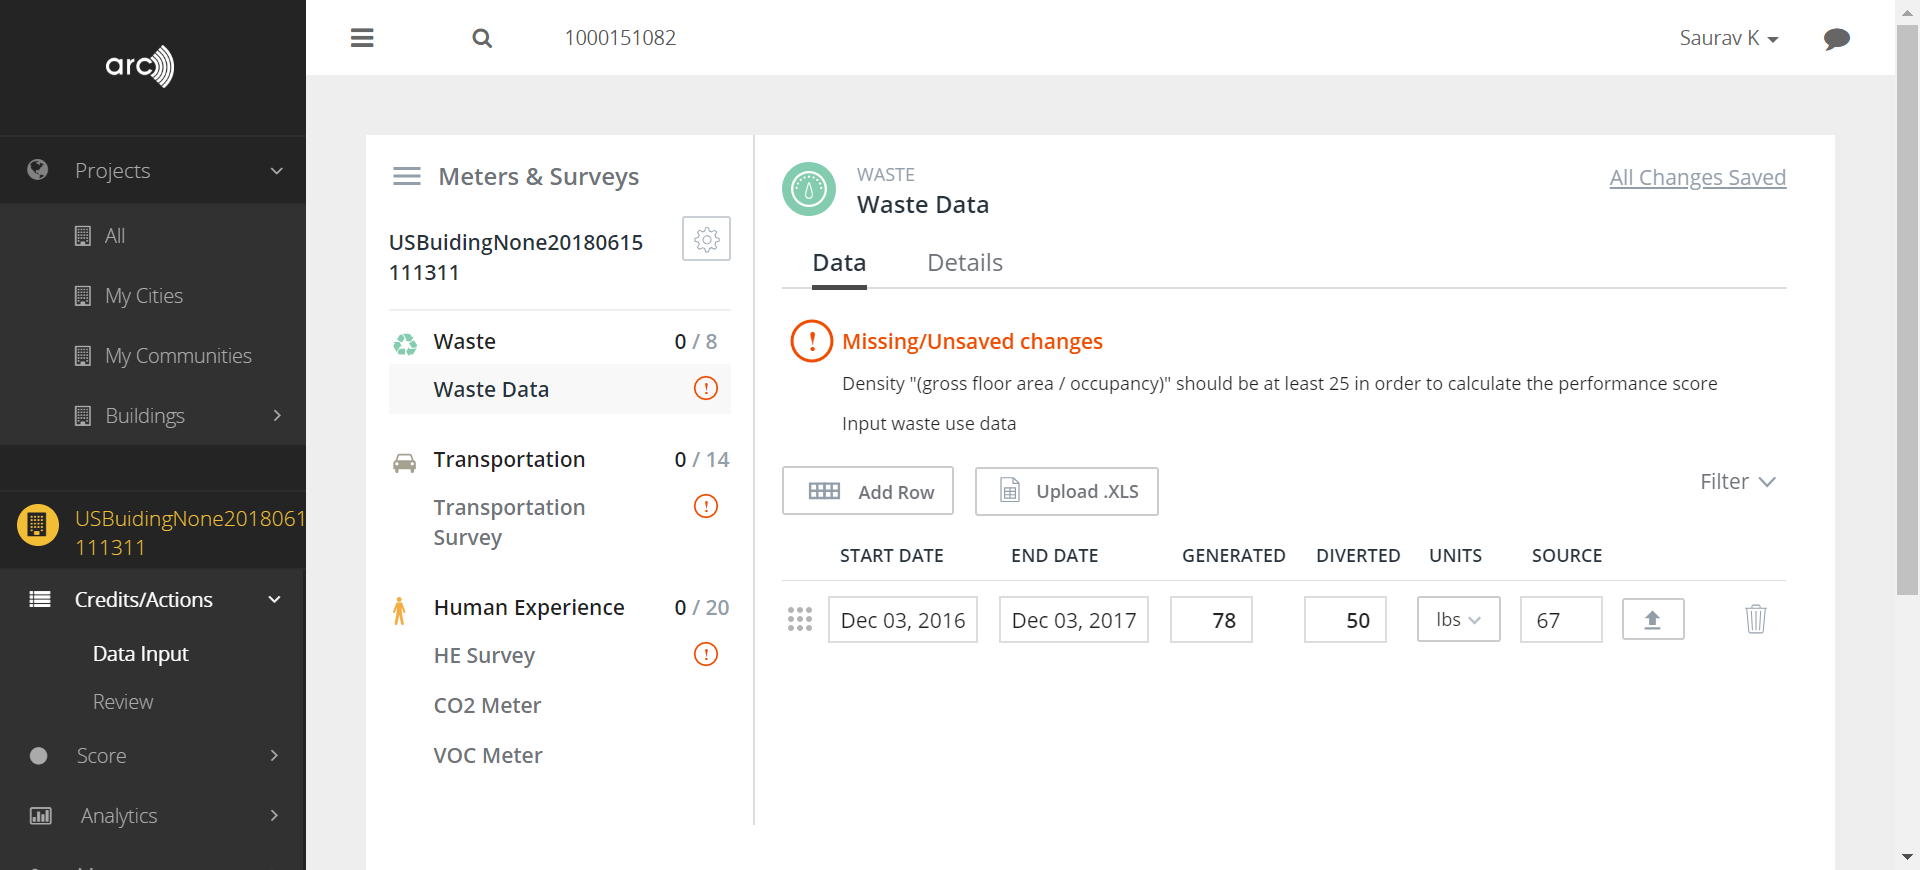 arc
1000151082
Saurav K
Projects
All
My Cities
My Communities
Buildings
USBuidingNone2018061
111311
Credits/Actions
Data Input
Review
Score
Analytics
Meters & Surveys
USBuidingNone20180615
111311
Waste 0 / 8
Waste Data
Transportation 0 / 14
Transportation
Survey
Human Experience 0 / 20
HE Survey
CO2 Meter
VOC Meter
WASTE
Waste Data
All Changes Saved
Data Details
Missing/Unsaved changes
Density "(gross floor area / occupancy)" should be at least 25 in order to calculate the performance score
Input waste use data
Add Row Upload .XLS Filter
START DATE END DATE GENERATED DIVERTED UNITS SOURCE
Dec 03, 2016 Dec 03, 2017 78 50 lbs 67